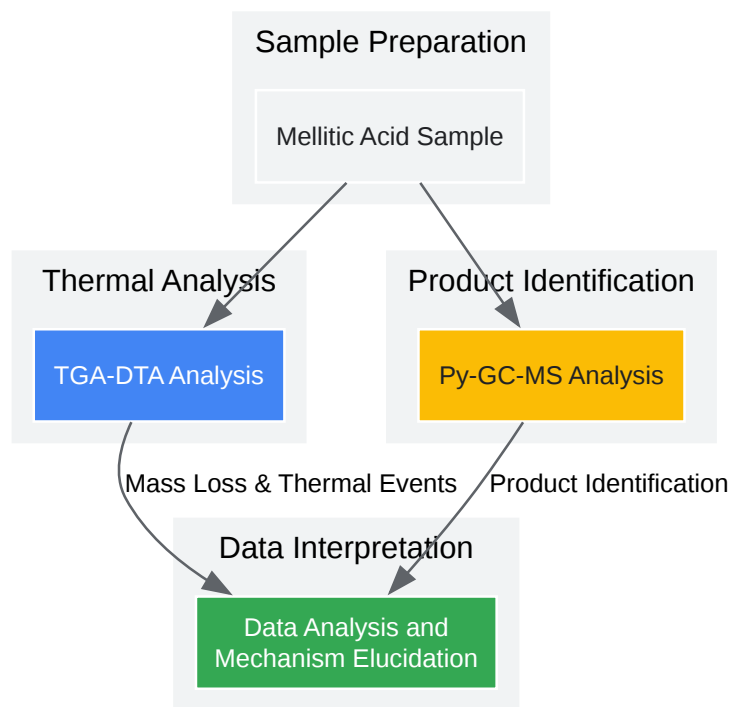 Sample Preparation
Mellitic Acid Sample
Thermal Analysis
Product Identification
TGA-DTA Analysis
Py-GC-MS Analysis
Mass Loss & Thermal Events
Product Identification
Data Interpretation
Data Analysis and
Mechanism Elucidation